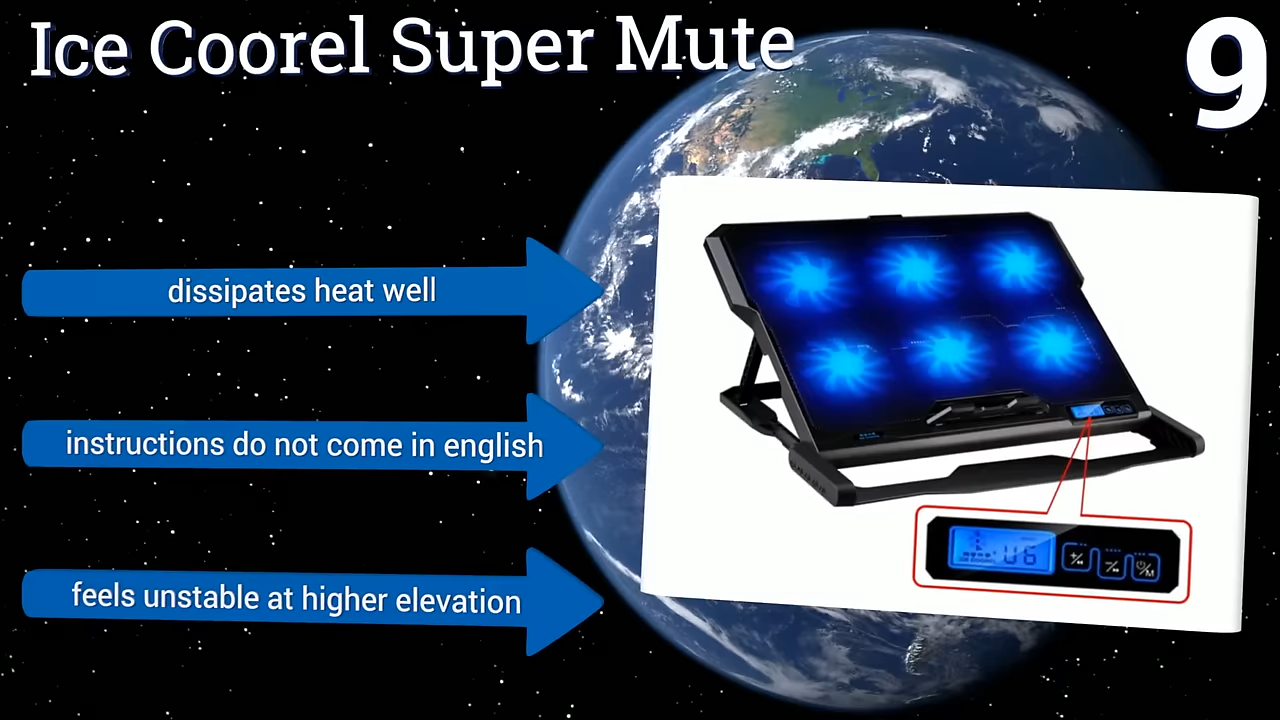 Ice Coorel Super Mute
9
dissipates heat well
instructions do not come in english
feels unstable at higher elevation